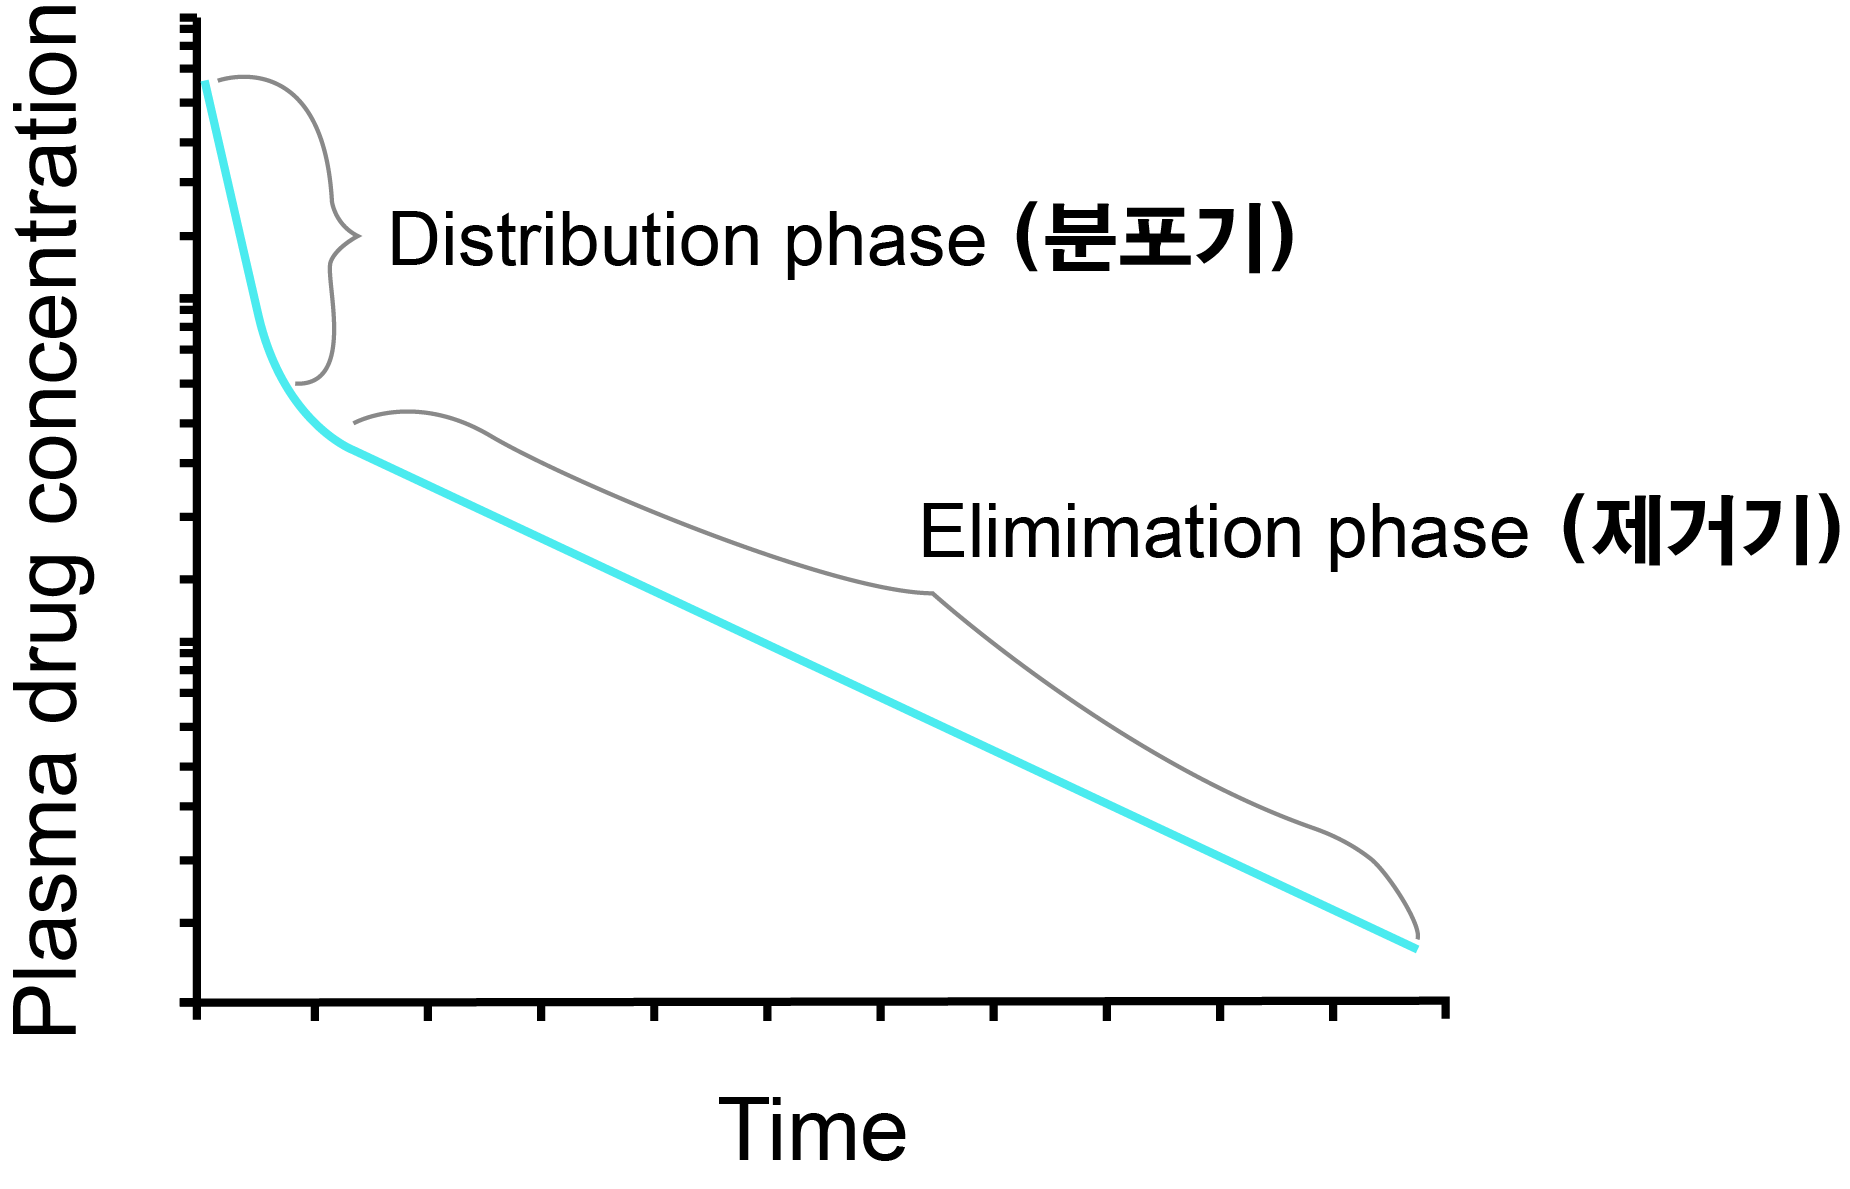 Plasma drug concentration
Distribution phase (분포기)
Elimimation phase (제거기)
Time